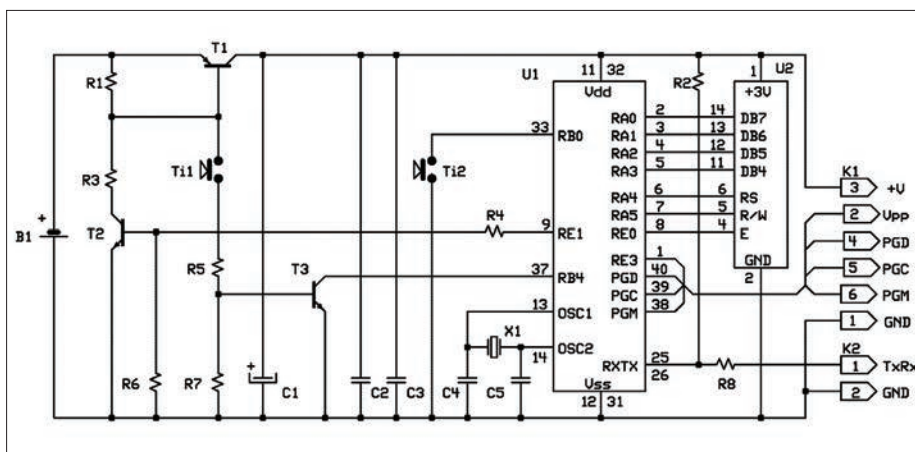 T1
R1
R3
T2
B1
+
Ti1
R5
R6
R7
T3
+
C1
C2
C3
Ti2
R4
X1
C4
C5
U1
11 32
Vdd
33 RB0
9 RE1
37 RB4
13 OSC1
14 OSC2
RA0 2
RA1 3
RA2 4
RA3 5
RA4 6
RA5 7
RE0 8
RE3 1
PGD 40
PGC 39
PGM 38
RXTX 25
26
Vss
12 31
R2
R8
1 U2
+3V
14 DB7
13 DB6
12 DB5
11 DB4
6 RS
5 R/W
4 E
GND
2
K1
3 +V
2 Vpp
4 PGD
5 PGC
6 PGM
1 GND
K2
1 TxRx
2 GND